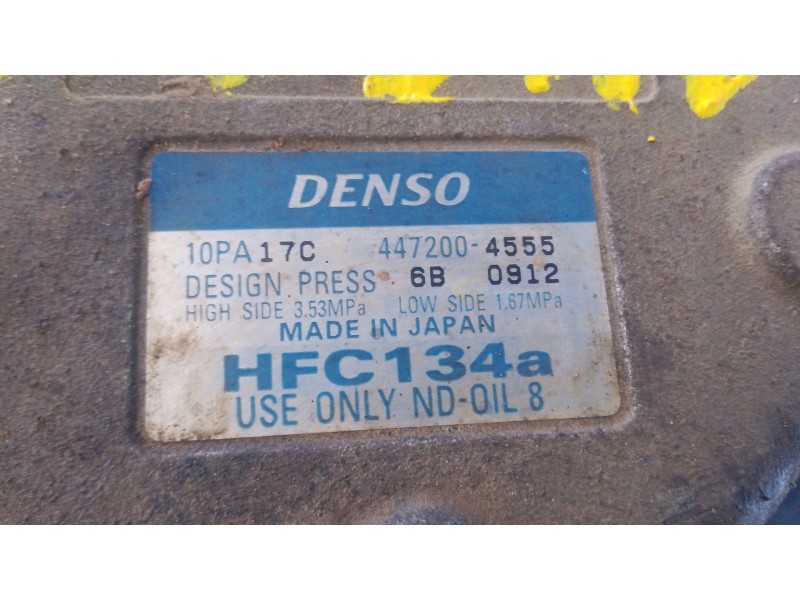 DENSO
10PA17C 447200-4555
DESIGN PRESS 6B 0912
HIGH SIDE 3.53MPa LOW SIDE 1.67MPa
MADE IN JAPAN
HFC134a
USE ONLY ND-OIL 8